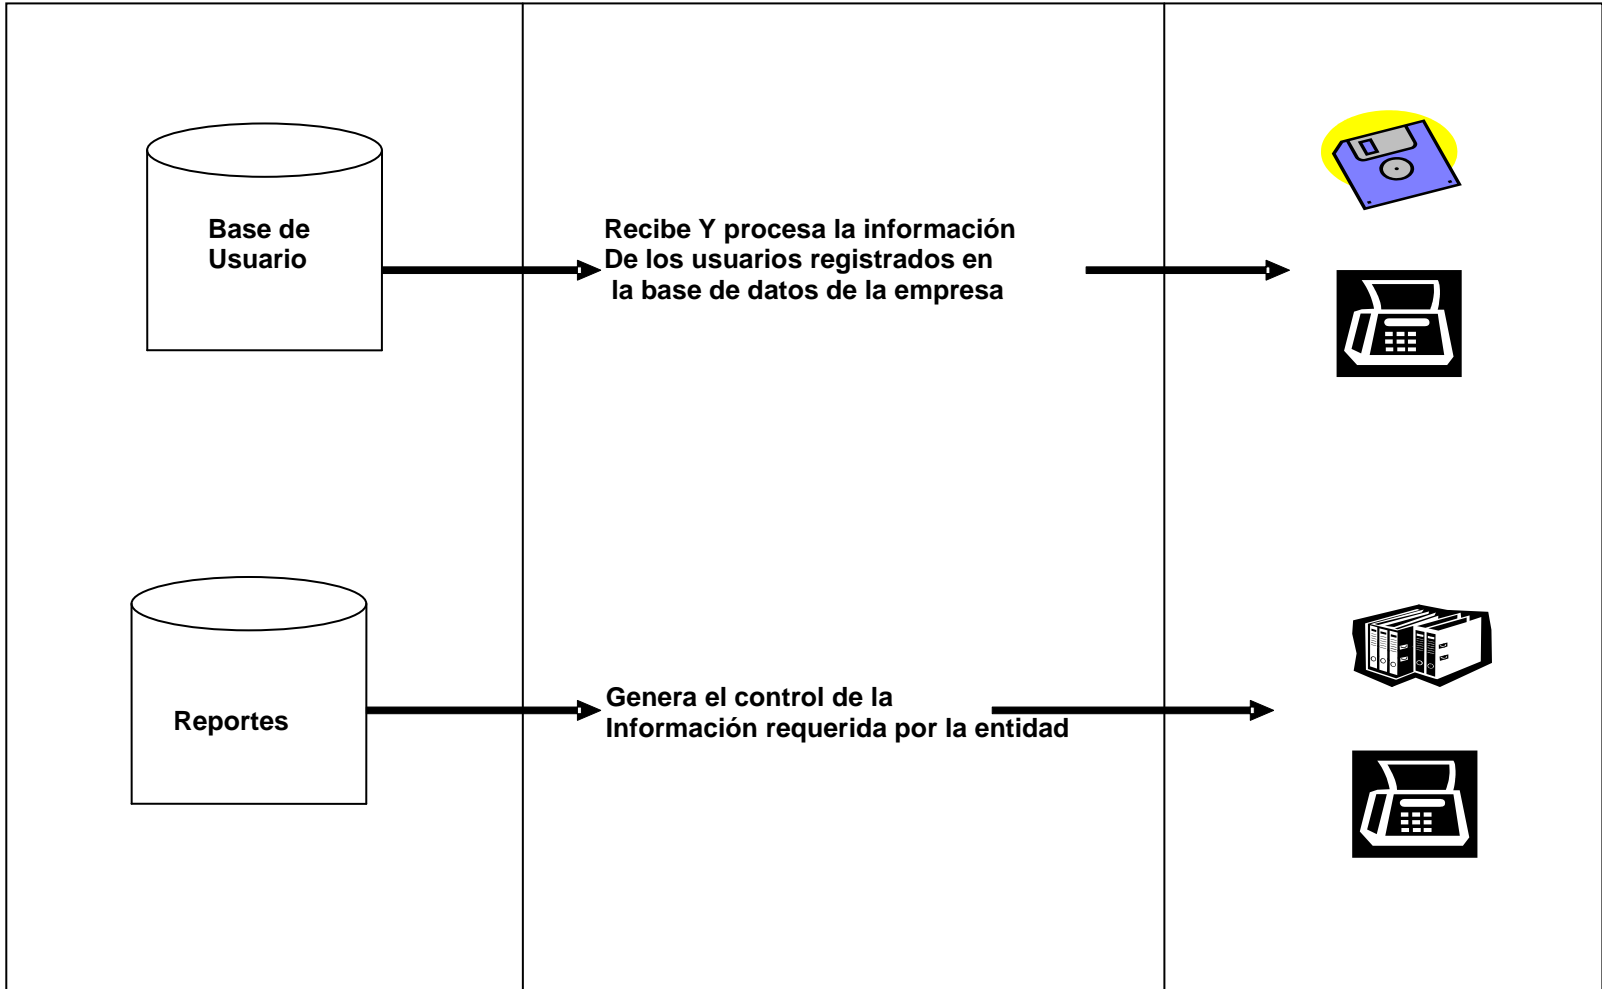 Base de
Usuario
Recibe Y procesa la información
De los usuarios registrados en
la base de datos de la empresa
Reportes
Genera el control de la
Información requerida por la entidad